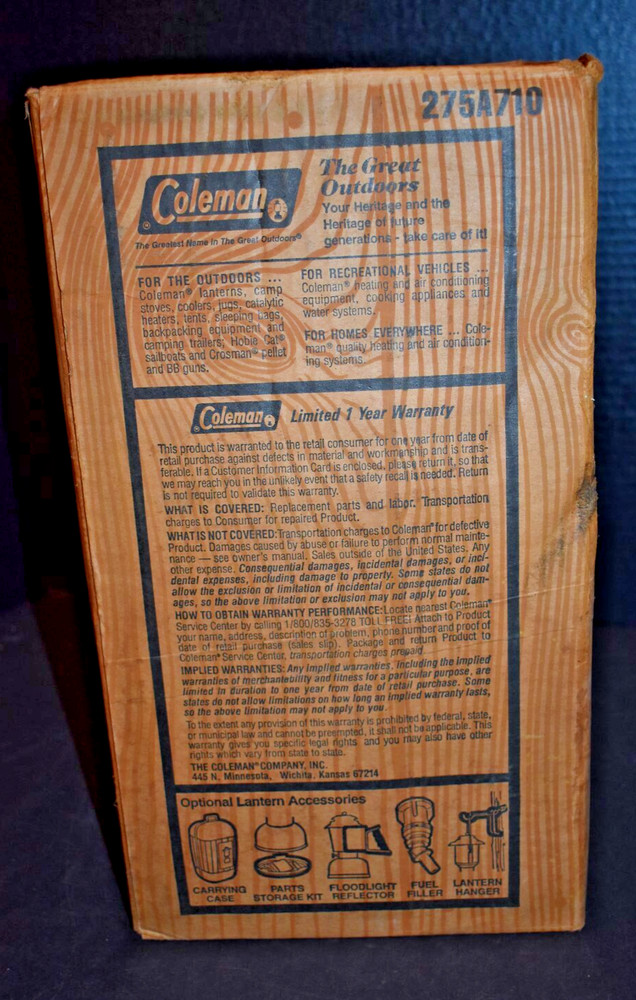 275A710
Coleman
The Greatest Name In The Great Outdoors®
The Great
Outdoors
Your Heritage and the
Heritage of future
generations - take care of it!
FOR THE OUTDOORS ...
Coleman® lanterns, camp
stoves, coolers, jugs, catalytic
heaters, tents, sleeping bags,
backpacking equipment and
camping trailers; Hobie Cat®
sailboats and Crosman® pellet
and BB guns.
FOR RECREATIONAL VEHICLES ...
Coleman® heating and air conditioning
equipment, cooking appliances and
water systems.
FOR HOMES EVERYWHERE ... Cole-
man® quality heating and air condition-
ing systems.
Coleman Limited 1 Year Warranty
This product is warranted to the retail consumer for one year from date of
retail purchase against defects in material and workmanship and is trans-
ferable. If a Customer Information Card is enclosed, please return it, so that
we may reach you in the unlikely event that a safety recall is needed. Return
is not required to validate this warranty.
WHAT IS COVERED: Replacement parts and labor. Transportation
charges to Consumer for repaired Product.
WHAT IS NOT COVERED: Transportation charges to Coleman® for defective
Product. Damages caused by abuse or failure to perform normal mainte-
nance — see owner's manual. Sales outside of the United States. Any
other expense. Consequential damages, incidental damages, or inci-
dental expenses, including damage to property. Some states do not
allow the exclusion or limitation of incidental or consequential dam-
ages, so the above limitation or exclusion may not apply to you.
HOW TO OBTAIN WARRANTY PERFORMANCE: Locate nearest Coleman®
Service Center by calling 1/800/835-3278 TOLL FREE! Attach to Product
your name, address, description of problem, phone number and proof of
date of retail purchase (sales slip). Package and return Product to
Coleman® Service Center, transportation charges prepaid.
IMPLIED WARRANTIES: Any implied warranties, including the implied
warranties of merchantability and fitness for a particular purpose, are
limited in duration to one year from date of retail purchase. Some
states do not allow limitations on how long an implied warranty lasts,
so the above limitation may not apply to you.
To the extent any provision of this warranty is prohibited by federal, state,
or municipal law and cannot be preempted, it shall not be applicable. This
warranty gives you specific legal rights and you may also have other
rights which vary from state to state.
THE COLEMAN® COMPANY, INC.
445 N. Minnesota, Wichita, Kansas 67214
Optional Lantern Accessories
CARRYING
CASE
PARTS
STORAGE KIT
FLOODLIGHT
REFLECTOR
FUEL
FILLER
LANTERN
HANGER